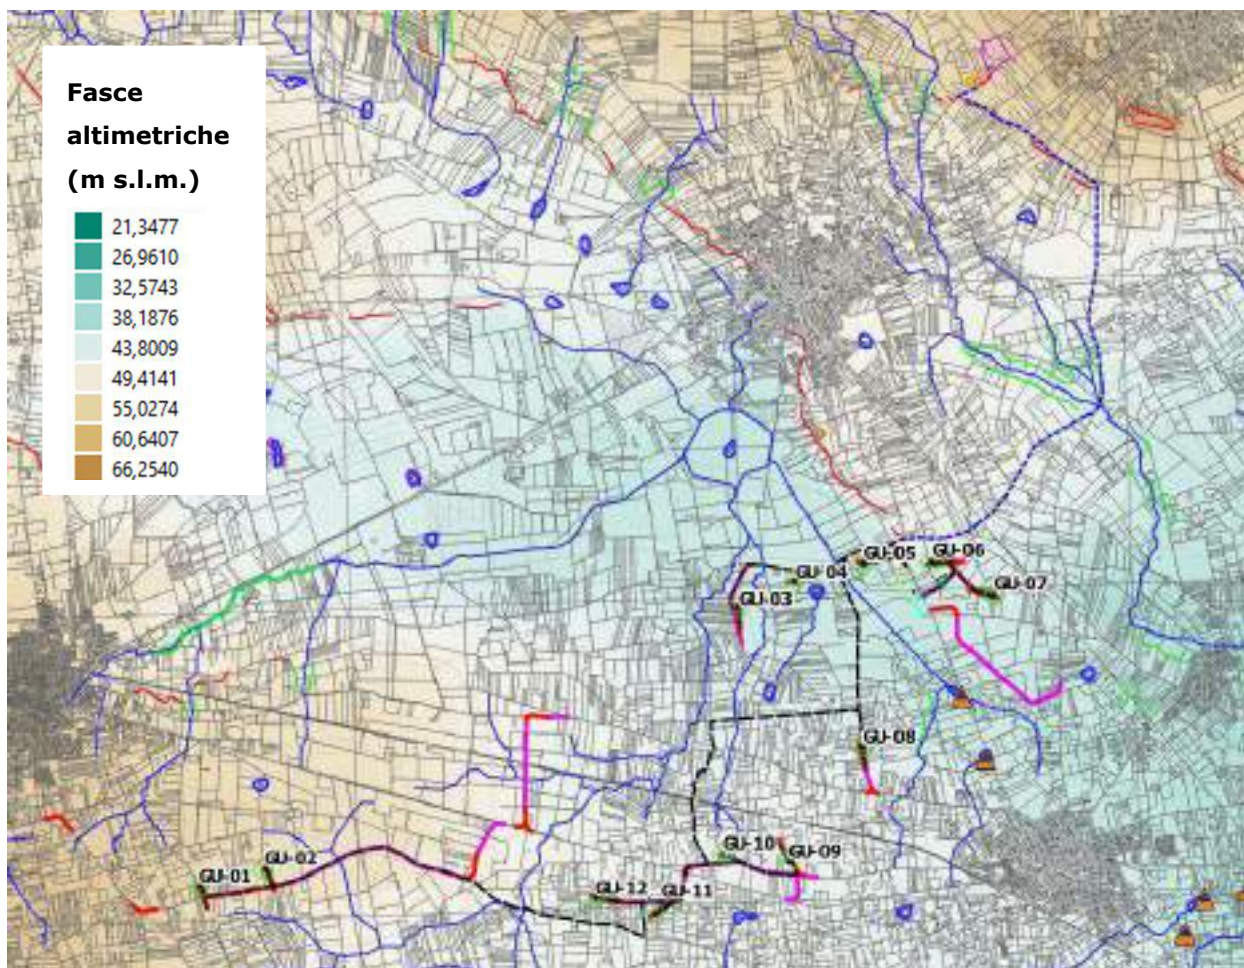 Fasce
altimetriche
(m s.l.m.)
21,3477
26,9610
32,5743
38,1876
43,8009
49,4141
55,0274
60,6407
66,2540
GU-05
GU-06
GU-04
GU-07
GU-03
GU-08
GU-10
GU-09
GU-02
GU-01
GU-12
GU-11